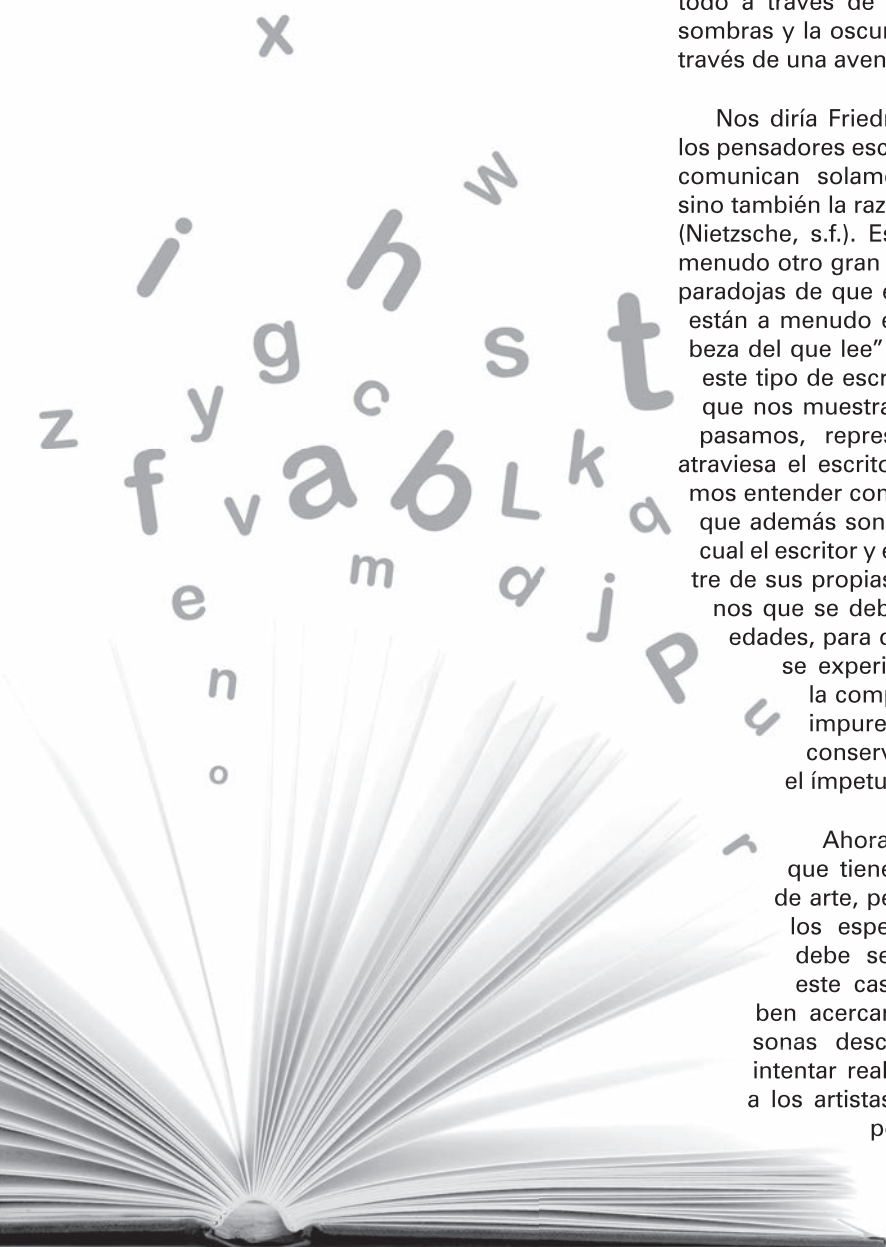 x
w
i
h
g
s
t
c
y
z
f
v
a
b
L
k
q
m
e
q
j
n
P
u
o
r
todo a través de
sombras y la oscur
través de una aven
Nos diría Friedr
los pensadores esc
comunican solame
sino también la raz
(Nietzsche, s.f.). Es
menudo otro gran
paradojas de que e
están a menudo e
beza del que lee”
este tipo de escr
que nos muestra
pasamos, repres
atraviesa el escrito
mos entender con
que además son
cual el escritor y e
tre de sus propias
nos que se deb
edades, para c
se experi
la comp
impure
conserv
el ímpetu
Ahora
que tiene
de arte, pe
los espe
debe se
este cas
ben acercar
sonas desc
intentar real
a los artistas
pe